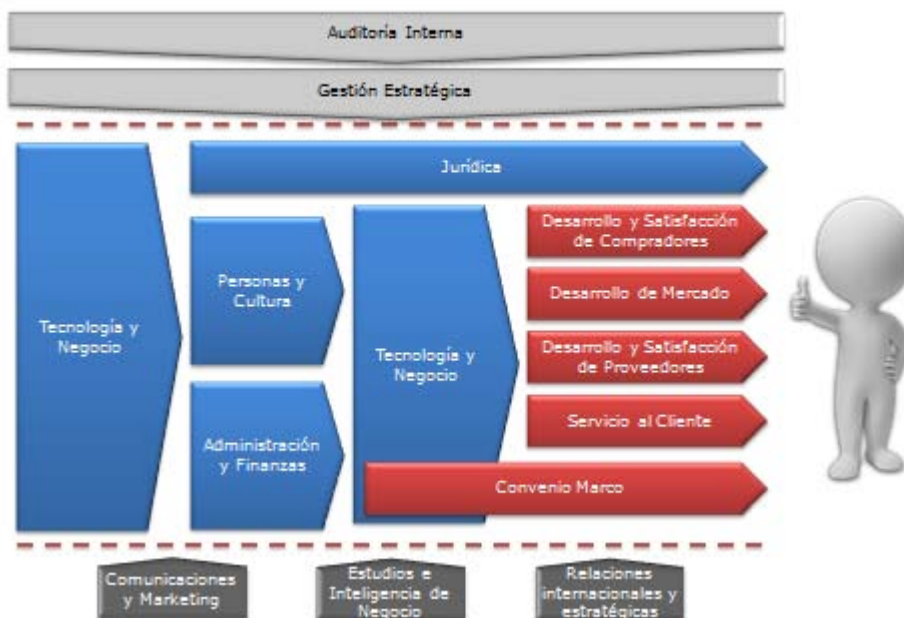 Auditoría Interna
Gestión Estratégica
Jurídica
Tecnología y
Negocio
Personas y
Cultura
Administración
y Finanzas
Tecnología y
Negocio
Desarrollo y Satisfacción
de Compradores
Desarrollo de Mercado
Desarrollo y Satisfacción
de Proveedores
Servicio al Cliente
Convenio Marco
Comunicaciones
y Marketing
Estudios e
Inteligencia de
Negocio
Relaciones
internacionales y
estratégicas